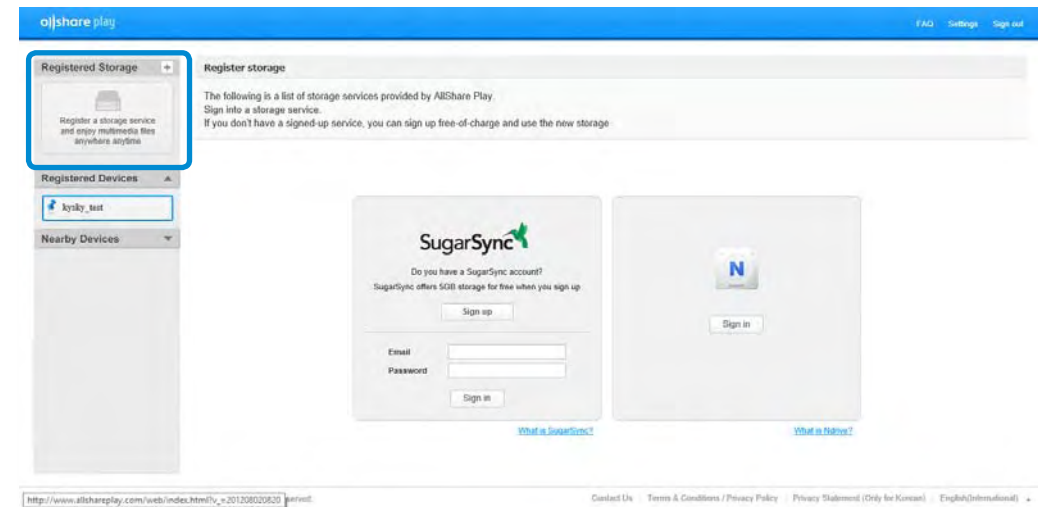 allshare play
FAQ Settings Sign out
Registered Storage +
Register a storage service
and enjoy multimedia files
anywhere anytime
Registered Devices
kysky_test
Nearby Devices
Register storage
The following is a list of storage services provided by AllShare Play.
Sign into a storage service.
If you don't have a signed-up service, you can sign up free-of-charge and use the new storage
SugarSync
Do you have a SugarSync account?
SugarSync offers 5GB storage for free when you sign up
Sign up
Email
Password
Sign in
What is SugarSync?
N
Sign in
What is Ndrive?
http://www.allshareplay.com/web/index.html?v_=201208020820
Contact Us Terms & Conditions / Privacy Policy Privacy Statement (Only for Korean) English(International)